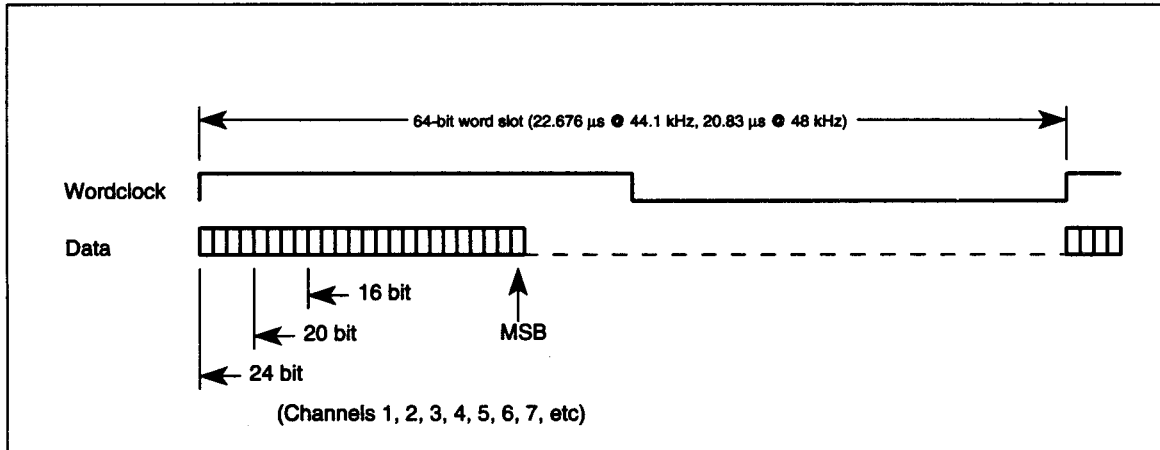 64-bit word slot (22.676 µs @ 44.1 kHz, 20.83 µs @ 48 kHz)
Wordclock
Data
16 bit
20 bit
MSB
24 bit
(Channels 1, 2, 3, 4, 5, 6, 7, etc)